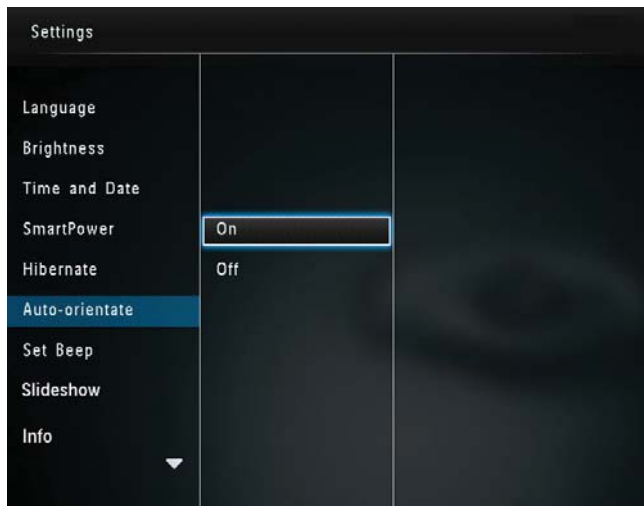 Settings
Language
Brightness
Time and Date
SmartPower
Hibernate
Auto-orientate
Set Beep
Slideshow
Info
On
Off